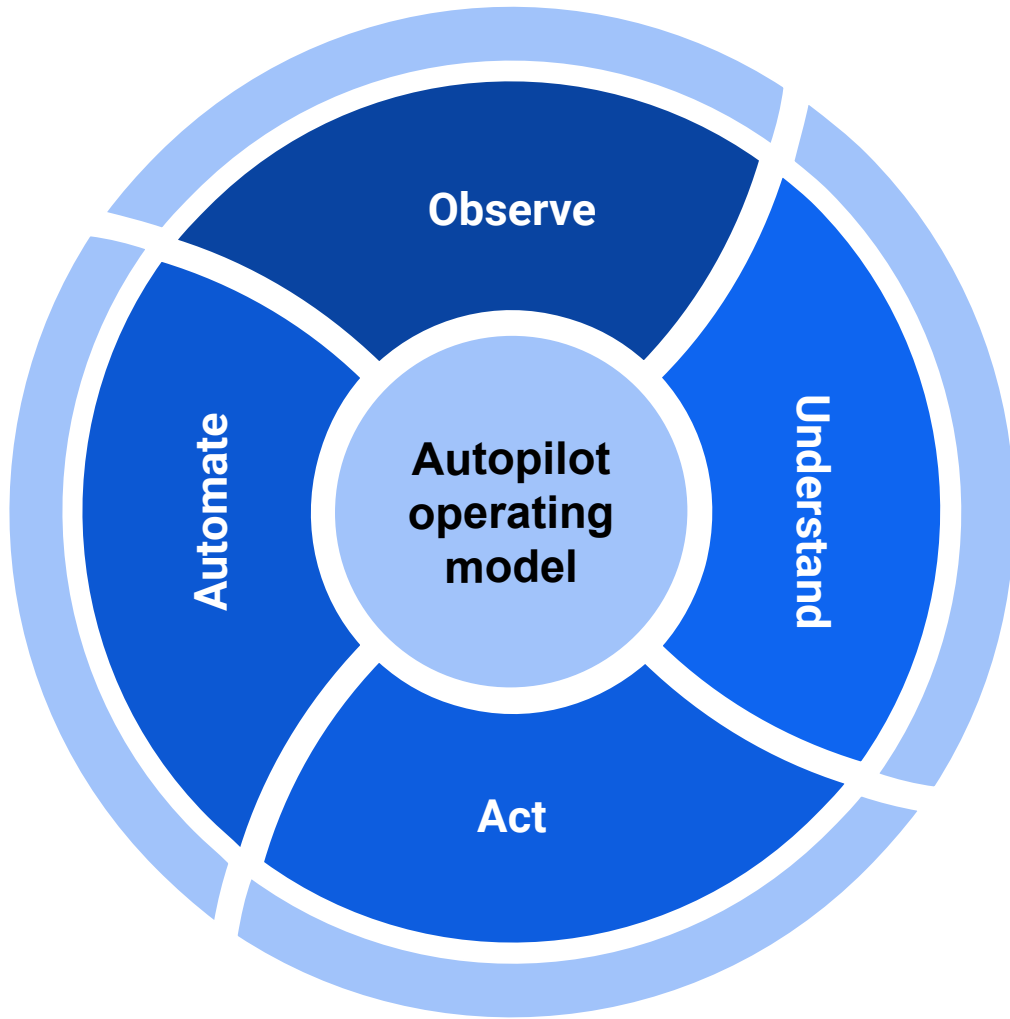 Observe
Understand
Autopilot
operating
model
Automate
Act